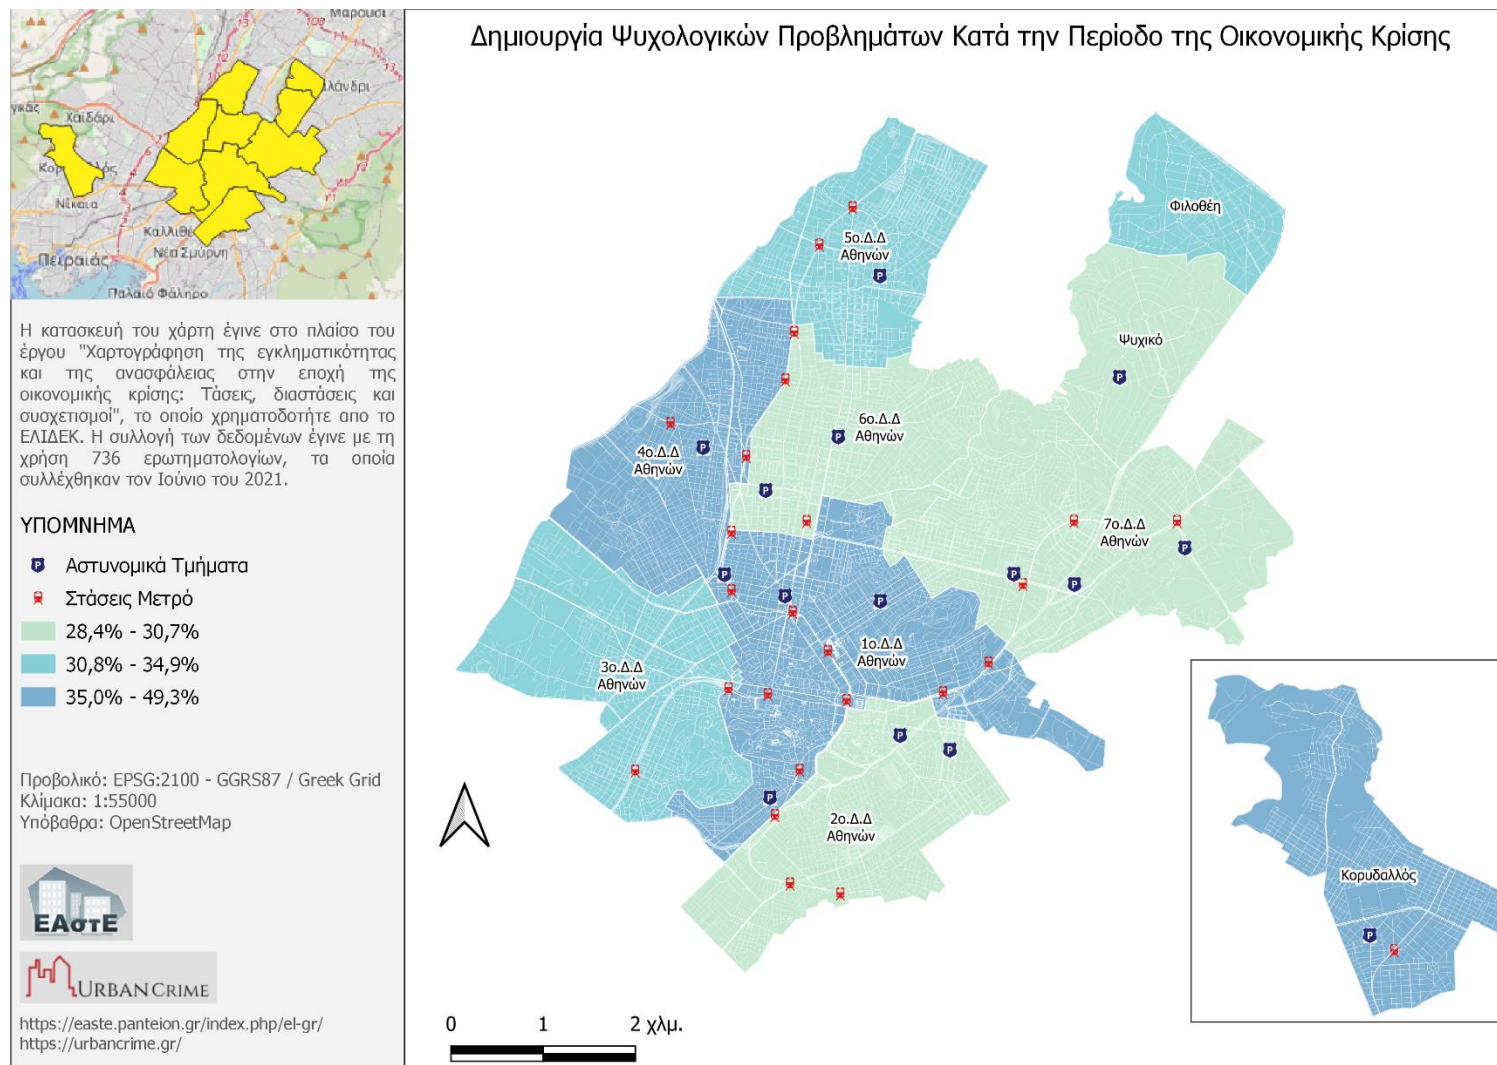 Δημιουργία Ψυχολογικών Προβλημάτων Κατά την Περίοδο της Οικονομικής Κρίσης
Μαρούσι
Χαϊδάρι
Νίκαια
Καλλιθέ
Νέα Σμύρνη
Πειραιάς
Παλαιό Φάληρο
Η κατασκευή του χάρτη έγινε στο πλαίσο του
έργου "Χαρτογράφηση της εγκληματικότητας
και της ανασφάλειας στην εποχή της
οικονομικής κρίσης: Τάσεις, διαστάσεις και
συσχετισμοί", το οποίο χρηματοδοτήτε απο το
ΕΛΙΔΕΚ. Η συλλογή των δεδομένων έγινε με τη
χρήση 736 ερωτηματολογίων, τα οποία
συλλέχθηκαν τον Ιούνιο του 2021.
ΥΠΟΜΝΗΜΑ
Αστυνομικά Τμήματα
Στάσεις Μετρό
28,4% - 30,7%
30,8% - 34,9%
35,0% - 49,3%
Προβολικό: EPSG:2100 - GGRS87 / Greek Grid
Κλίμακα: 1:55000
Υπόβαθρο: OpenStreetMap
ΕΑστΕ
URBANCRIME
https://easte.panteion.gr/index.php/el-gr/
https://urbancrime.gr/
Φιλοθέη
5ο.Δ.Δ
Αθηνών
Ψυχικό
6ο.Δ.Δ
Αθηνών
4ο.Δ.Δ
Αθηνών
7ο.Δ.Δ
Αθηνών
1ο.Δ.Δ
Αθηνών
3ο.Δ.Δ
Αθηνών
2ο.Δ.Δ
Αθηνών
Κορυδαλλός
0 1 2 χλμ.